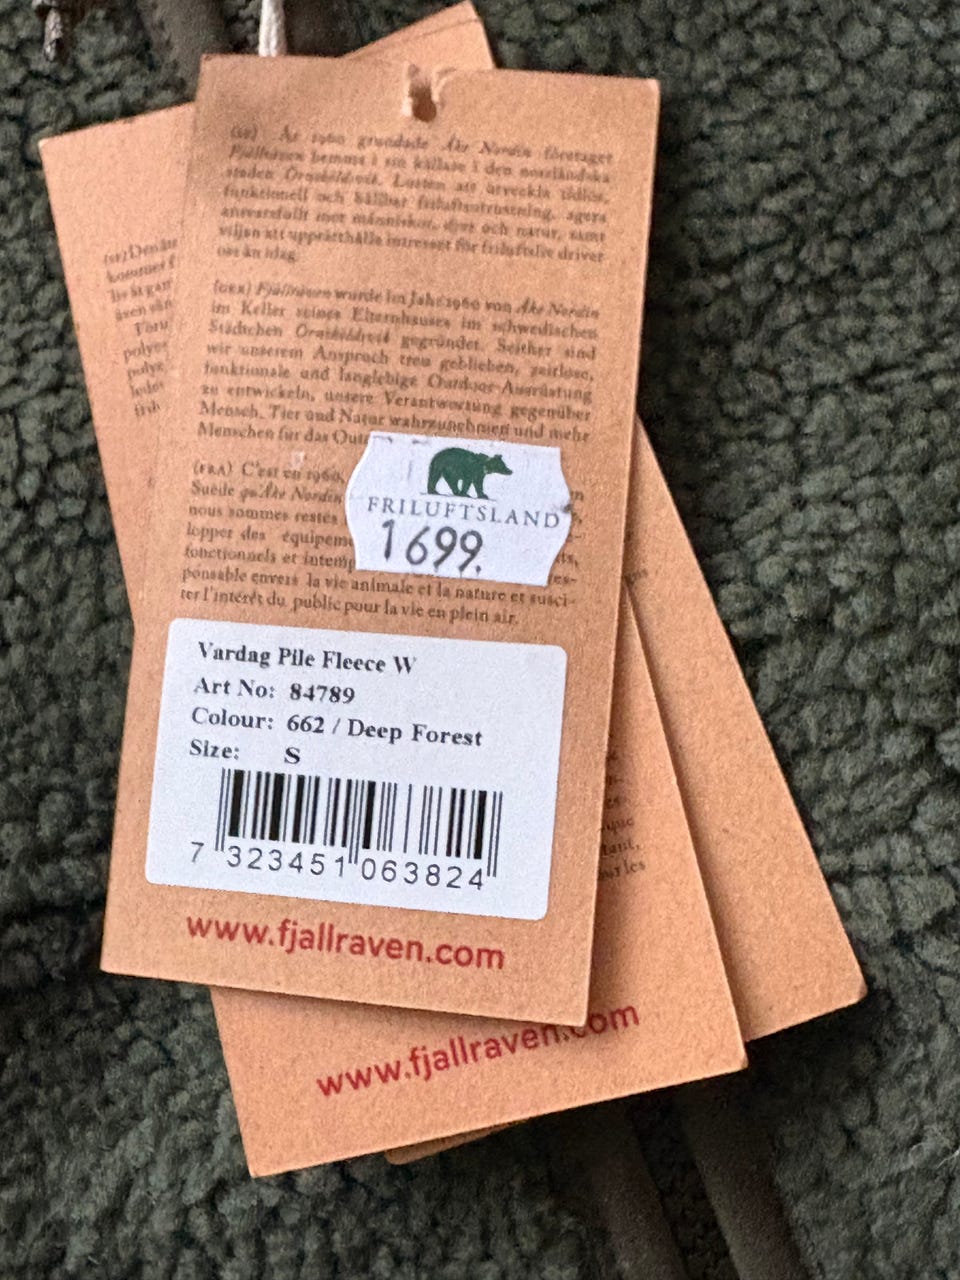 (SE) År 1960 grundade Åke Nordin företaget
Fjällräven hemma i sin källare i den norrländska
staden Örnsköldsvik. Lusten att utveckla tidlös,
funktionell och hållbar friluftsutrustning, agera
ansvarsfullt mot människor, djur och natur, samt
viljan att upprätthålla intresset för friluftsliv driver
oss än idag.
(GER) Fjällräven wurde im Jahr 1960 von Åke Nordin
im Keller seines Elternhauses im schwedischen
Städtchen Örnsköldsvik gegründet. Seither sind
wir unserem Anspruch treu geblieben, zeitlose,
funktionale und langlebige Outdoor-Ausrüstung
zu entwickeln, unsere Verantwortung gegenüber
Mensch, Tier und Natur wahrzunehmen und mehr
Menschen für das Out
(FRA) C'est en 1960,
Suède que Åke Nordin
nous sommes restés
lopper des équipeme
fonctionnels et intemp
ponsable envers la vie animale et la nature et susci-
ter l'intérêt du public pour la vie en plein air.
FRILUFTSLAND
1699.
Vardag Pile Fleece W
Art No: 84789
Colour: 662 / Deep Forest
Size: S
7 323451 063824
www.fjallraven.com
www.fjallraven.com